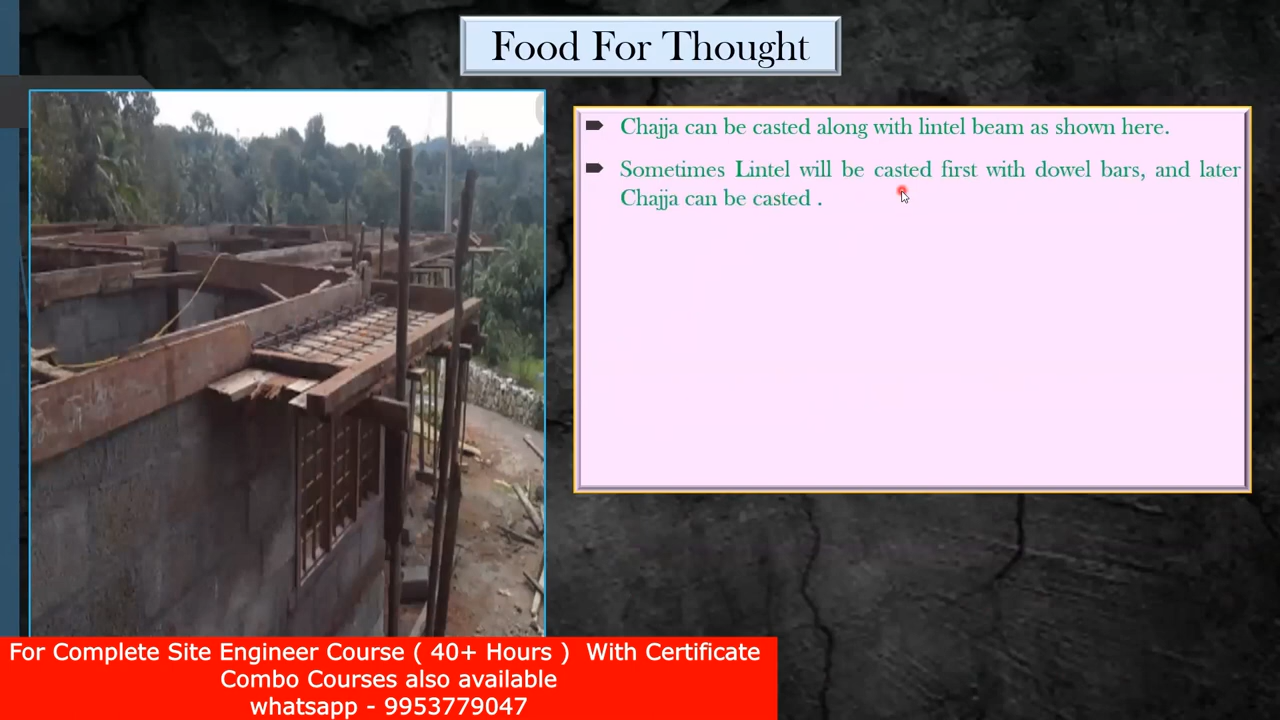 Food For Thought
Chajja can be casted along with lintel beam as shown here.
Sometimes Lintel will be casted first with dowel bars, and later
Chajja can be casted .
For Complete Site Engineer Course ( 40+ Hours ) With Certificate
Combo Courses also available
whatsapp - 9953779047